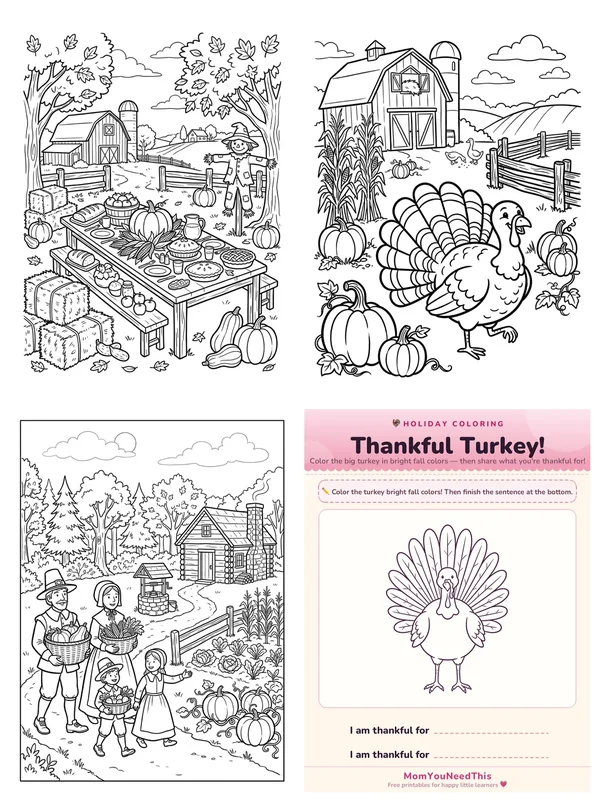 HOLIDAY COLORING
Thankful Turkey!
Color the big turkey in bright fall colors — then share what you're thankful for!
✏️ Color the turkey bright fall colors! Then finish the sentence at the bottom.
I am thankful for
I am thankful for
MomYouNeedThis
Free printables for happy little learners 💗